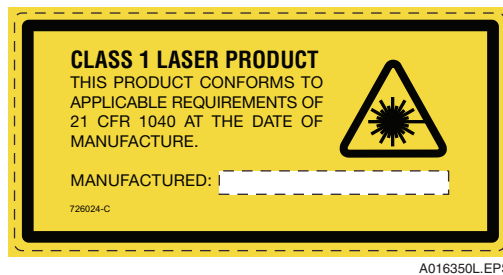 CLASS 1 LASER PRODUCT
THIS PRODUCT CONFORMS TO
APPLICABLE REQUIREMENTS OF
21 CFR 1040 AT THE DATE OF
MANUFACTURE.
MANUFACTURED:
726024-C
A016350L.EPS